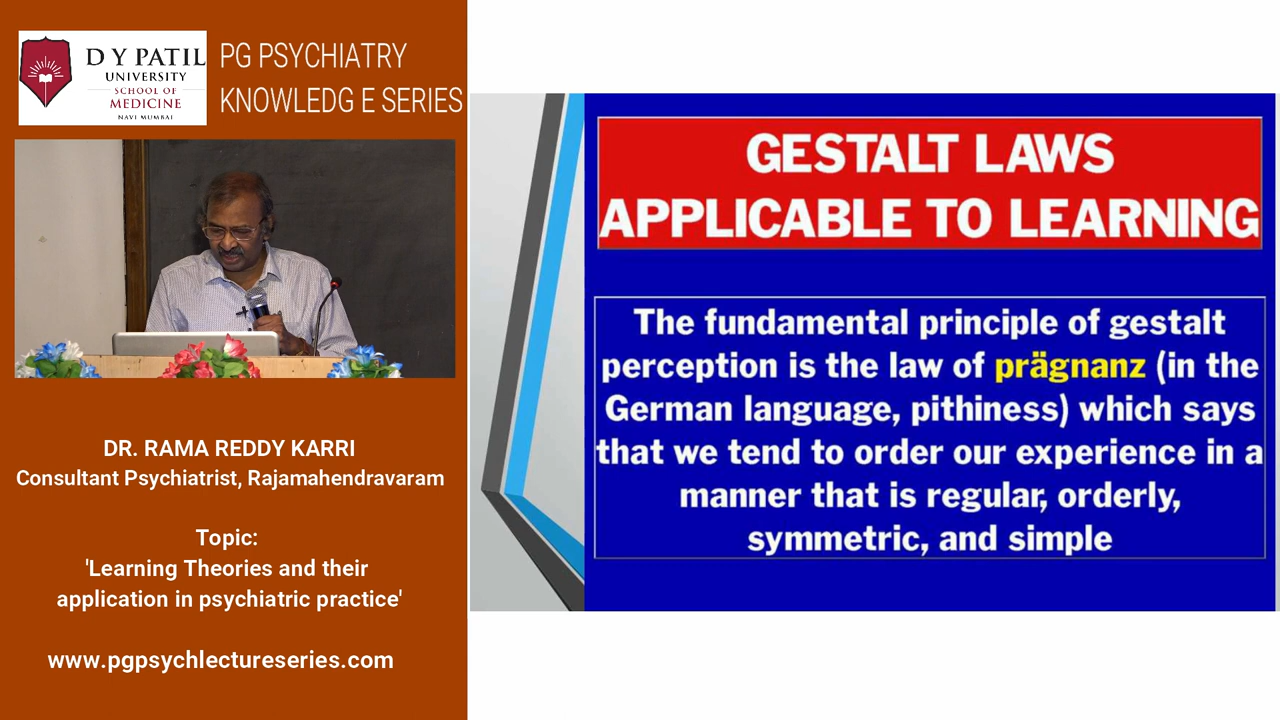 D Y PATIL
UNIVERSITY
SCHOOL OF
MEDICINE
NAVI MUMBAI
PG PSYCHIATRY
KNOWLEDG E SERIES
DR. RAMA REDDY KARRI
Consultant Psychiatrist, Rajamahendravaram
Topic:
'Learning Theories and their
application in psychiatric practice'
www.pgpsychlectureseries.com
GESTALT LAWS
APPLICABLE TO LEARNING
The fundamental principle of gestalt
perception is the law of prägnanz (in the
German language, pithiness) which says
that we tend to order our experience in a
manner that is regular, orderly,
symmetric, and simple